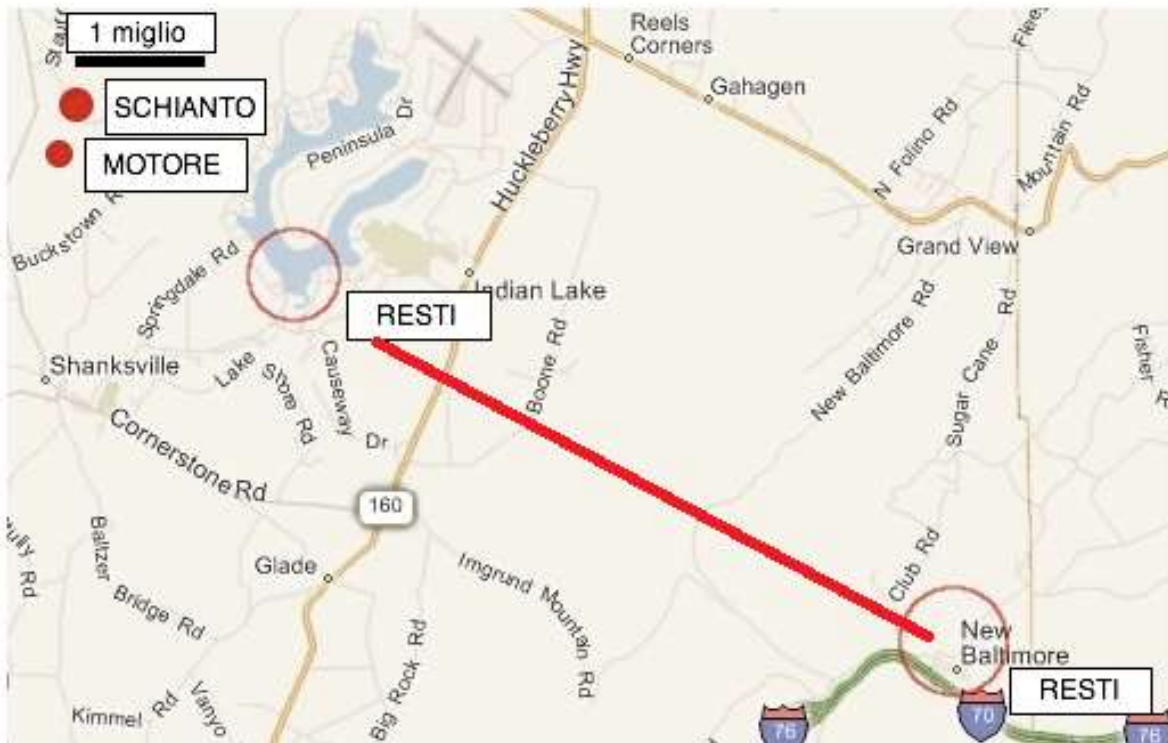 1 miglio
SCHIANTO
MOTORE
Reels
Corners
Gahagen
Huckleberry Hwy
Peninsula Dr
N Folino Rd
Mountain Rd
Grand View
Buckstown
Springdale Rd
Indian Lake
RESTI
Shanksville
Lake Shore Rd
Causeway Dr
Boone Rd
New Baltimore Rd
Sugar Cane Rd
Fisher
Cornerstone Rd
160
Baltzer Bridge Rd
Glade
Imgrund Mountain Rd
Club Rd
New
Baltimore
RESTI
Kimmel Rd
Vanyo
Big Rock Rd
76
70
76